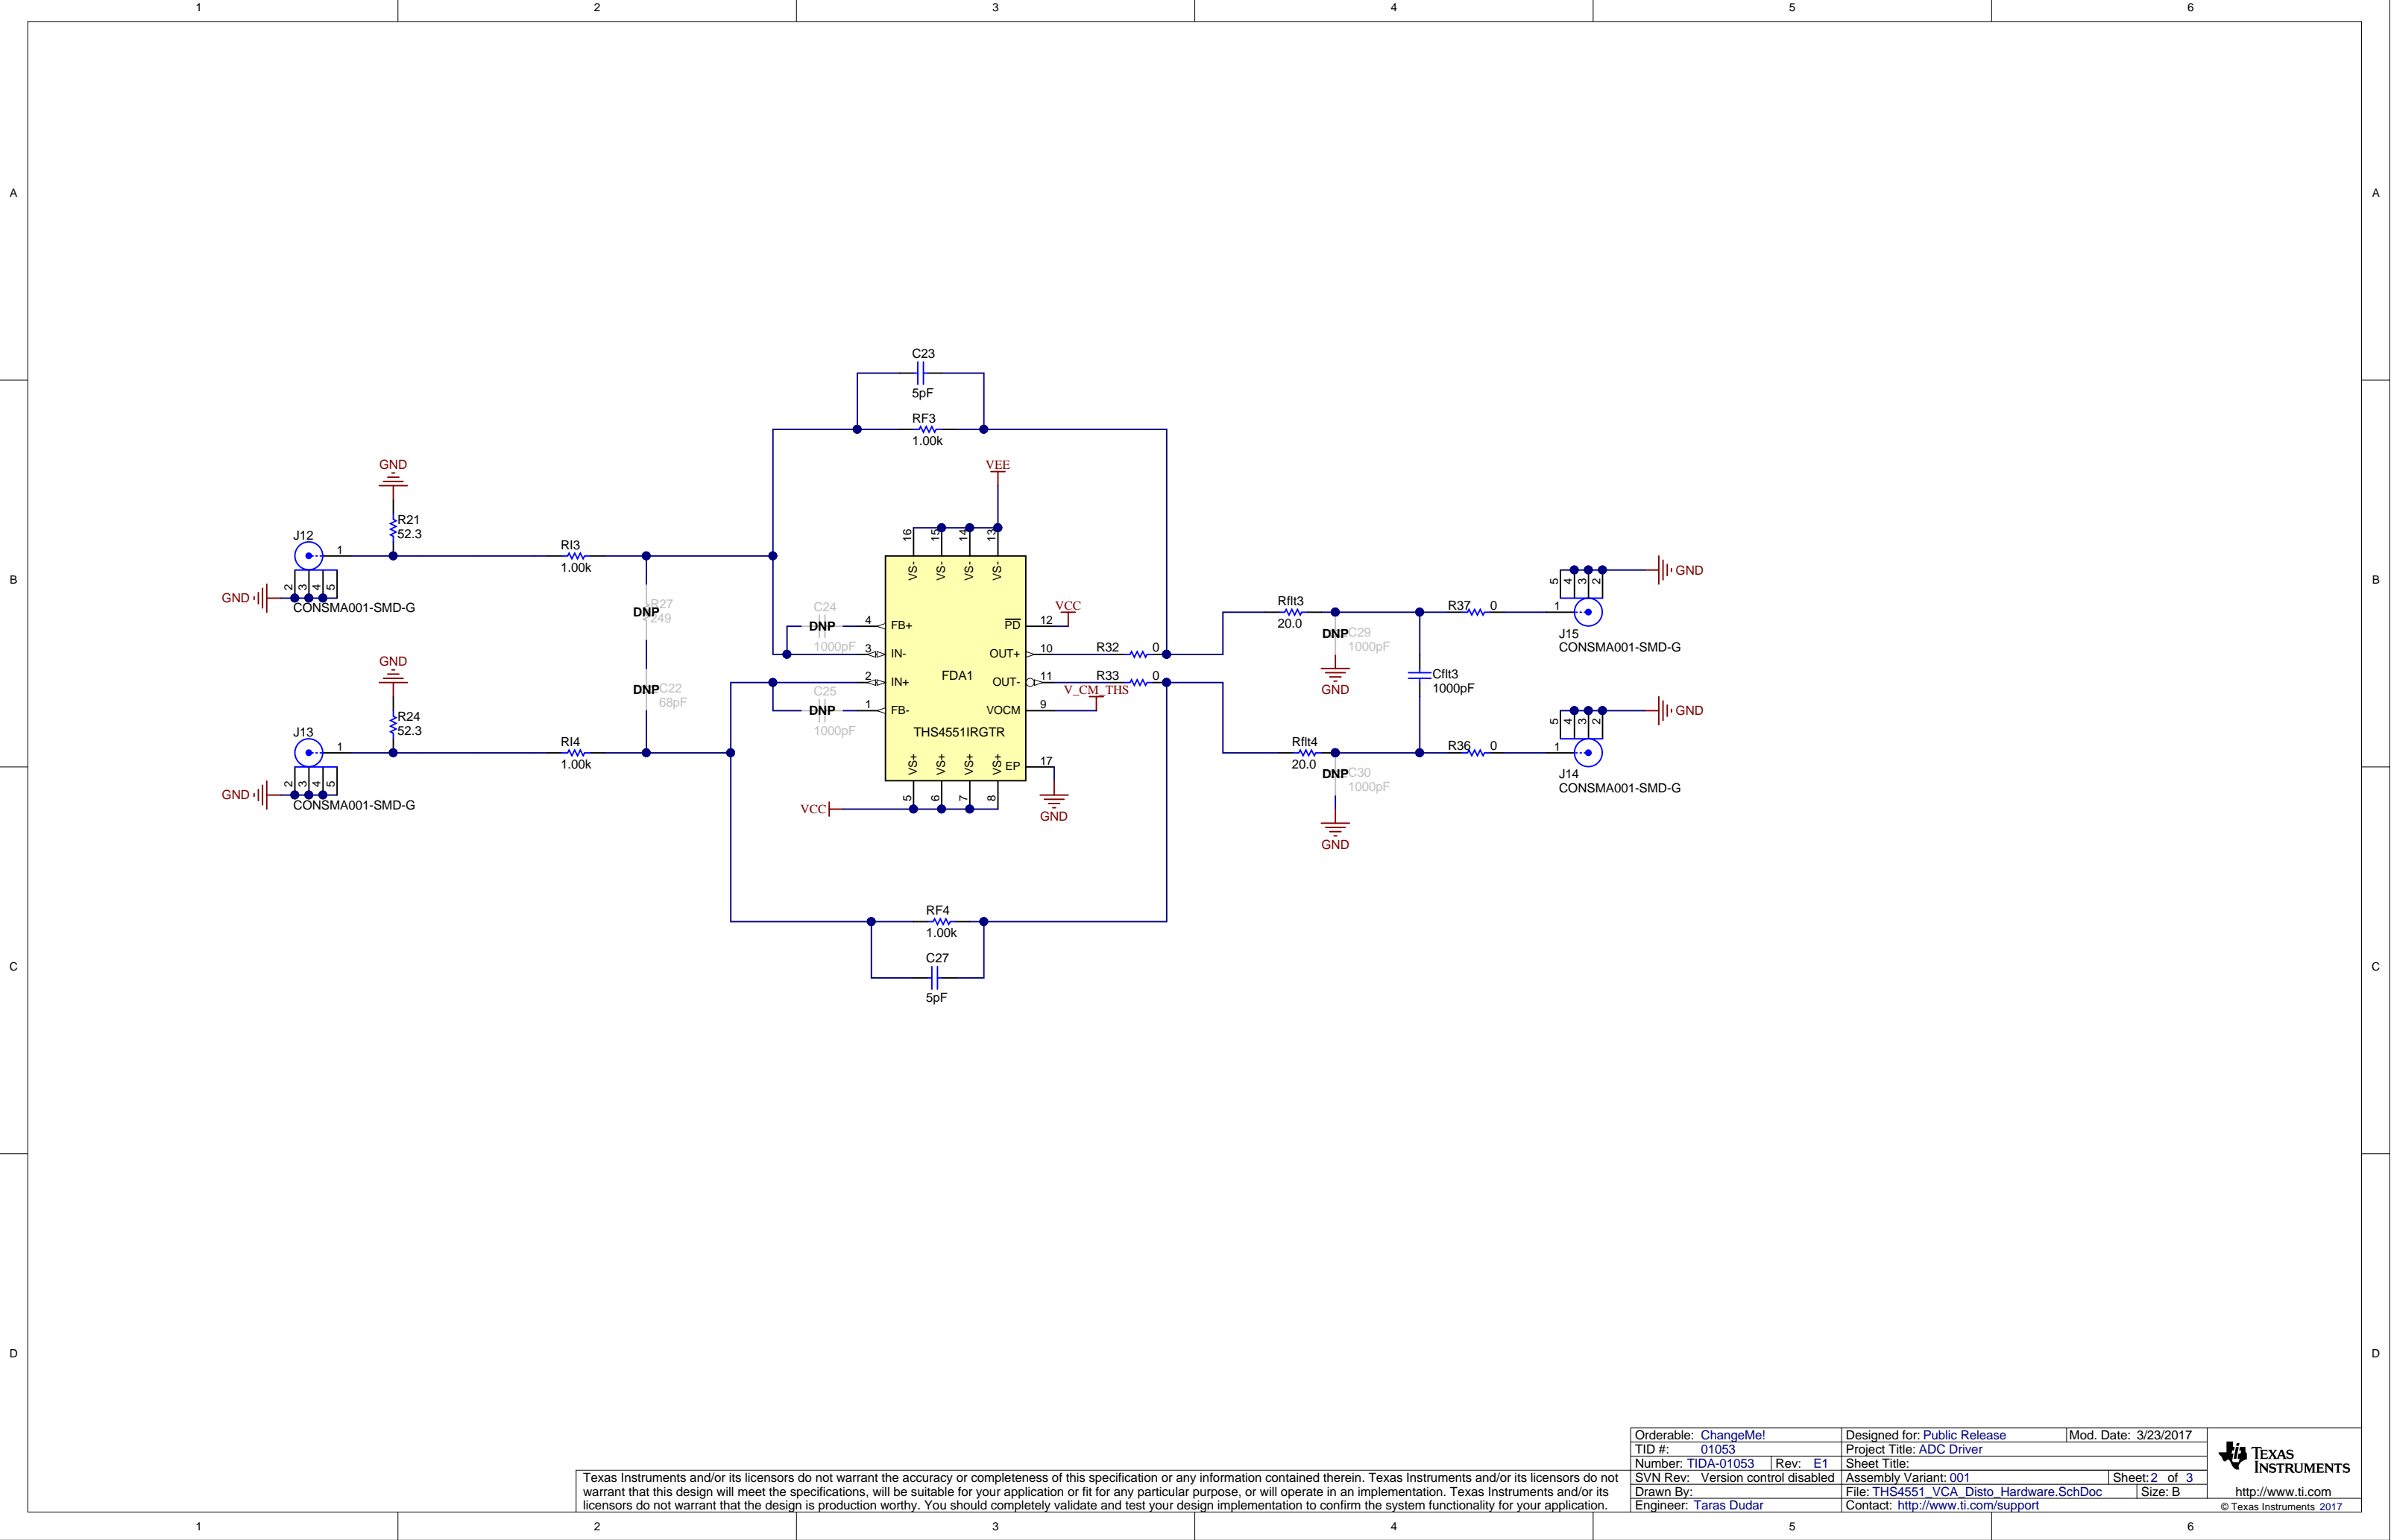 1 2 3 4 5 6
A A
C23
5pF
RF3
1.00k
GND
VEE
R21
52.3
J12
1
RI3
1.00k
16 15 14 13
VS- VS- VS- VS-
2 3 4 5
GND
CONSMA001-SMD-G
B B
DNP R27
249
C24
DNP
1000pF
4 FB+
3 IN-
2 IN+
1 FB-
C25
DNP
1000pF
FDA1
THS4551IRGTR
PD 12
VCC
OUT+ 10
R32 0
OUT- 11
R33 0
V_CM_THS
VOCM 9
EP 17
GND
VS+ VS+ VS+ VS+
5 6 7 8
VCC
DNP C22
68pF
GND
R24
52.3
J13
1
RI4
1.00k
2 3 4 5
GND
CONSMA001-SMD-G
Rflt3
20.0
DNP C29
1000pF
GND
R37 0
1
5 4 3 2
GND
J15
CONSMA001-SMD-G
Cflt3
1000pF
Rflt4
20.0
DNP C30
1000pF
GND
R36 0
1
5 4 3 2
GND
J14
CONSMA001-SMD-G
RF4
1.00k
C27
5pF
C C
D D
Texas Instruments and/or its licensors do not warrant the accuracy or completeness of this specification or any information contained therein. Texas Instruments and/or its licensors do not
warrant that this design will meet the specifications, will be suitable for your application or fit for any particular purpose, or will operate in an implementation. Texas Instruments and/or its
licensors do not warrant that the design is production worthy. You should completely validate and test your design implementation to confirm the system functionality for your application.
Orderable: ChangeMe! Designed for: Public Release Mod. Date: 3/23/2017
TID #: 01053 Project Title: ADC Driver
Number: TIDA-01053 Rev: E1 Sheet Title:
SVN Rev: Version control disabled Assembly Variant: 001 Sheet: 2 of 3
Drawn By: File: THS4551_VCA_Disto_Hardware.SchDoc Size: B
Engineer: Taras Dudar Contact: http://www.ti.com/support
TEXAS
INSTRUMENTS
http://www.ti.com
© Texas Instruments 2017
1 2 3 4 5 6